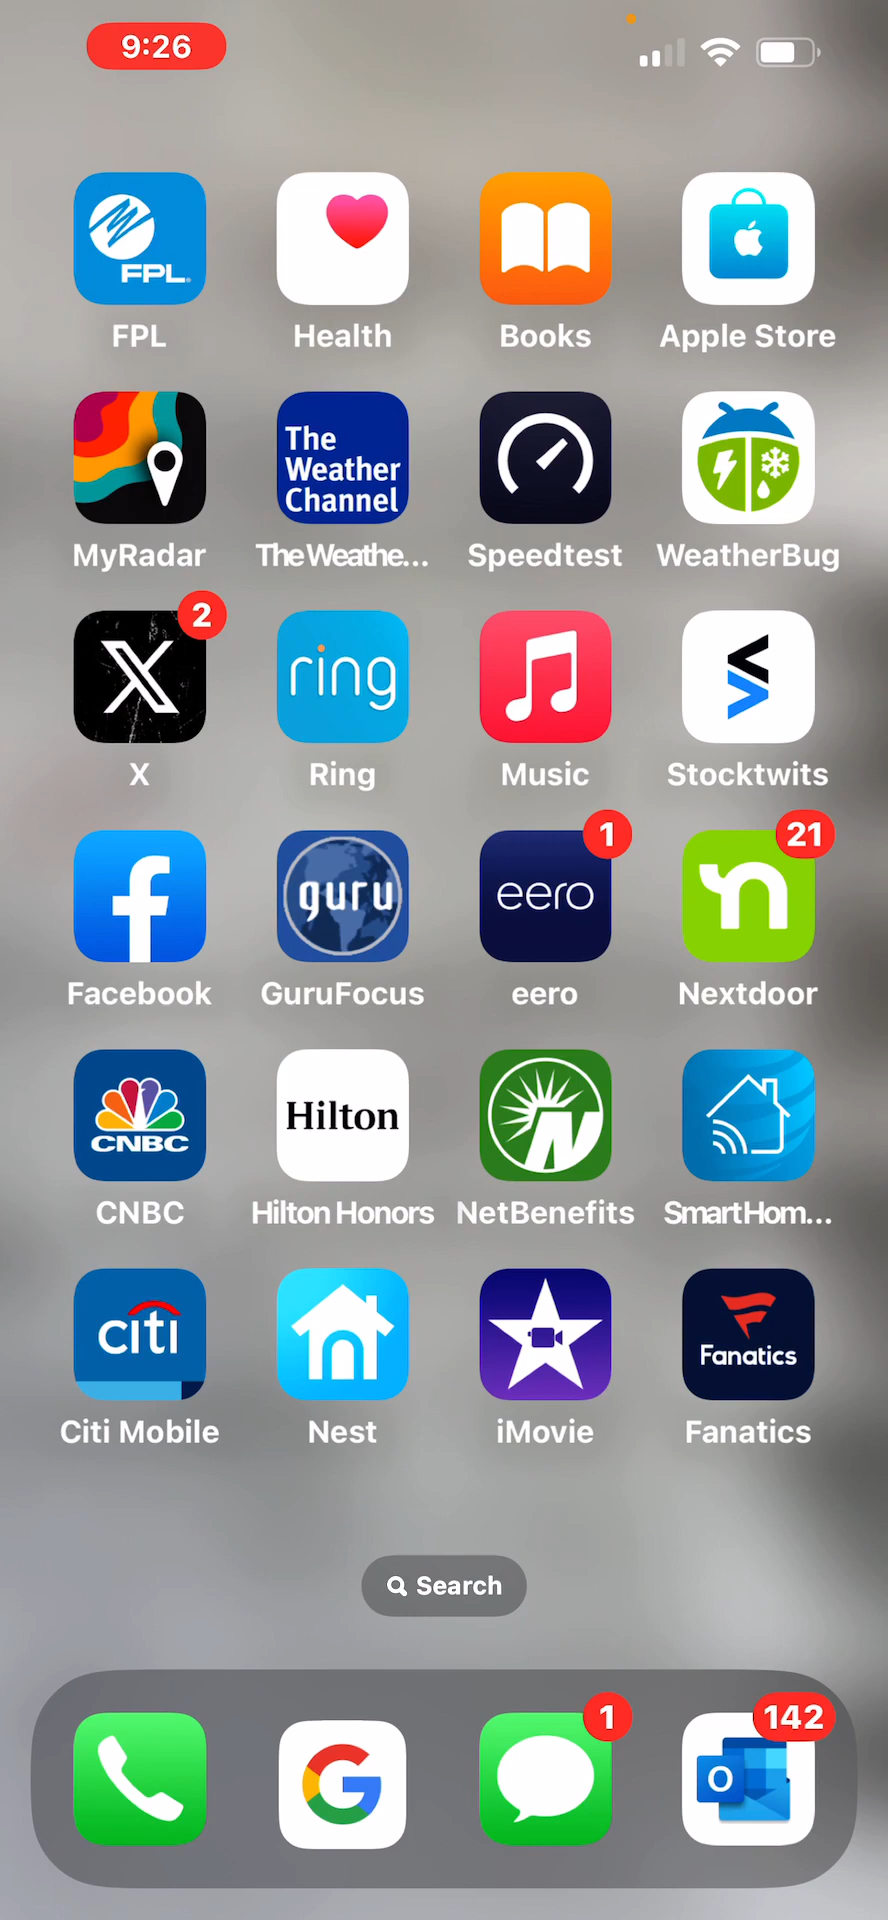 9:26
FPL®
FPL
Health
Books
Apple Store
The
Weather
Channel
MyRadar
The Weathe...
Speedtest
WeatherBug
2
X
ring
X
Ring
Music
Stocktwits
1
21
f
guru
eero
n
Facebook
GuruFocus
eero
Nextdoor
CNBC
Hilton
N
CNBC
Hilton Honors
NetBenefits
SmartHom...
citi
Fanatics
Citi Mobile
Nest
iMovie
Fanatics
Search
1
142
G
O